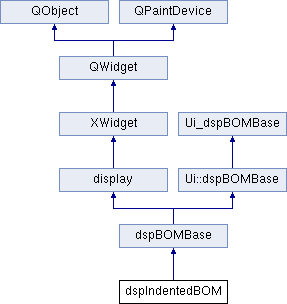 QObject
QPaintDevice
QWidget
XWidget
Ui_dspBOMBase
display
Ui::dspBOMBase
dspBOMBase
dspIndentedBOM